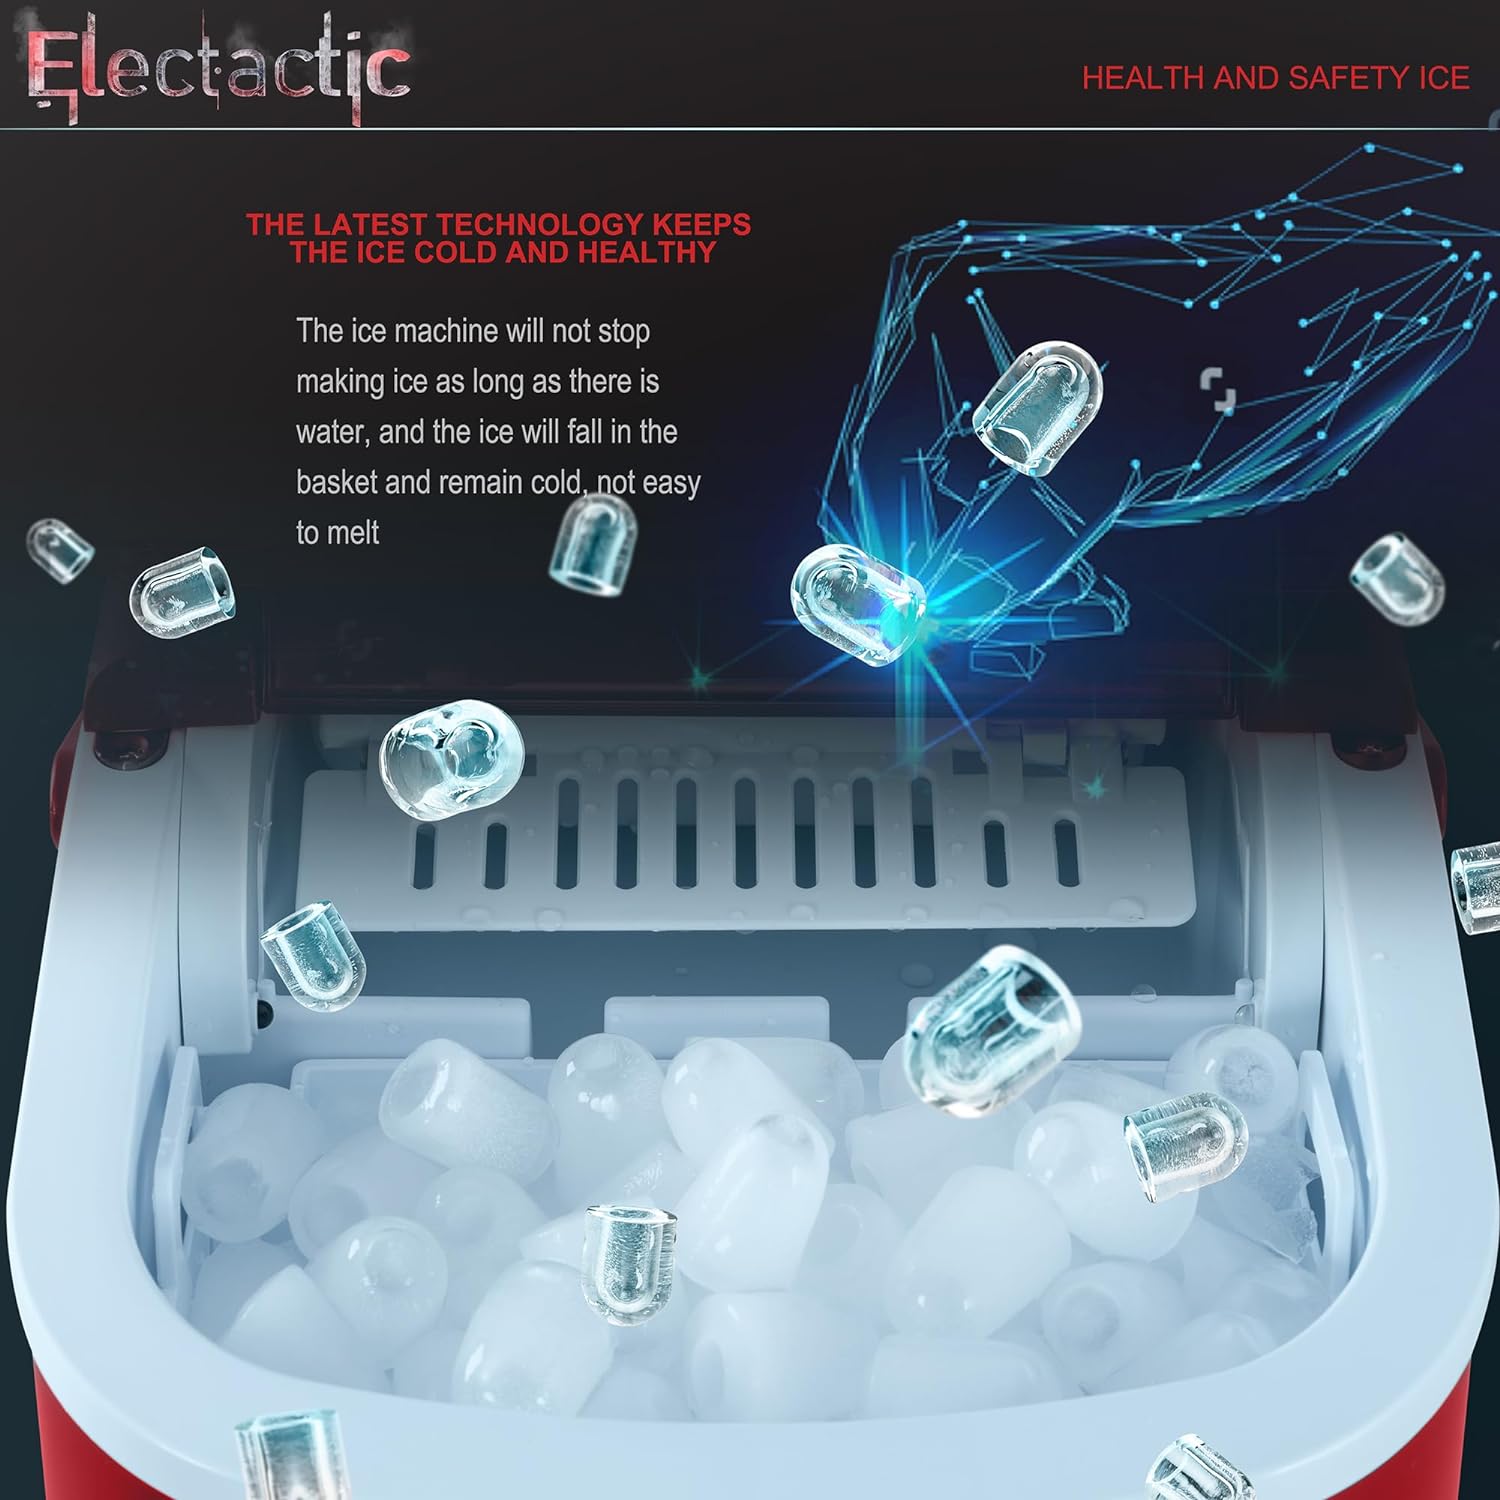 Electactic
HEALTH AND SAFETY ICE
THE LATEST TECHNOLOGY KEEPS
THE ICE COLD AND HEALTHY
The ice machine will not stop
making ice as long as there is
water, and the ice will fall in the
basket and remain cold, not easy
to melt